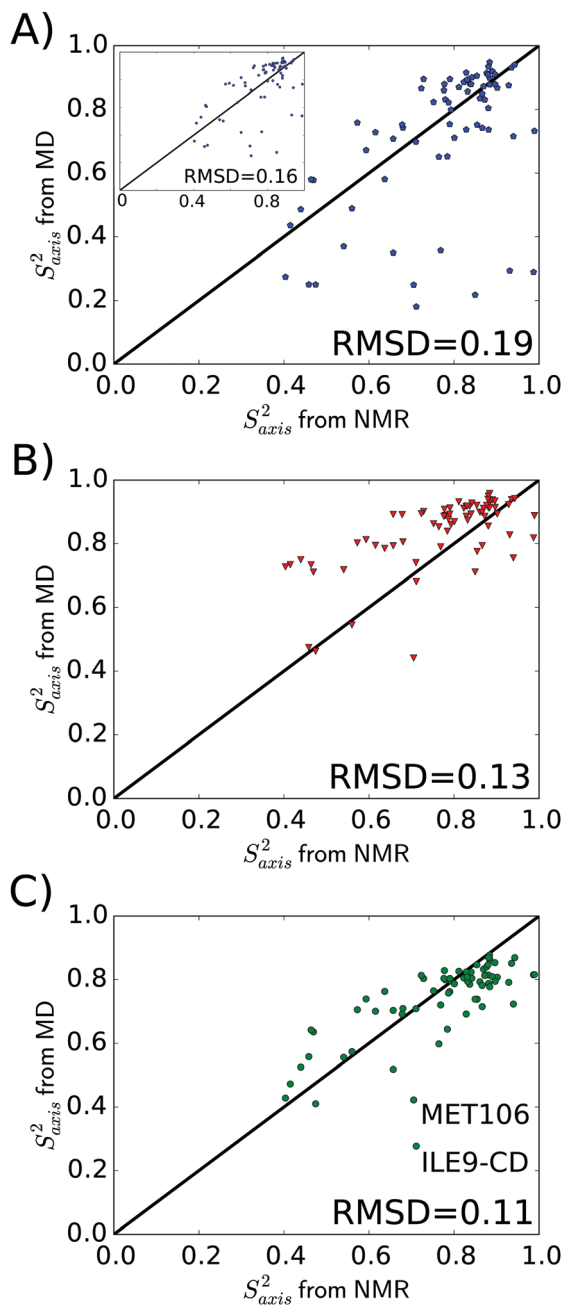 A)
1.0
0.8
0.6
0.4
0.2
0.0
S²axis from MD
RMSD=0.16
0 0.4 0.8
RMSD=0.19
0.0 0.2 0.4 0.6 0.8 1.0
S²axis from NMR
B)
1.0
0.8
0.6
0.4
0.2
0.0
S²axis from MD
RMSD=0.13
0.0 0.2 0.4 0.6 0.8 1.0
S²axis from NMR
C)
1.0
0.8
0.6
0.4
0.2
0.0
S²axis from MD
MET106
ILE9-CD
RMSD=0.11
0.0 0.2 0.4 0.6 0.8 1.0
S²axis from NMR